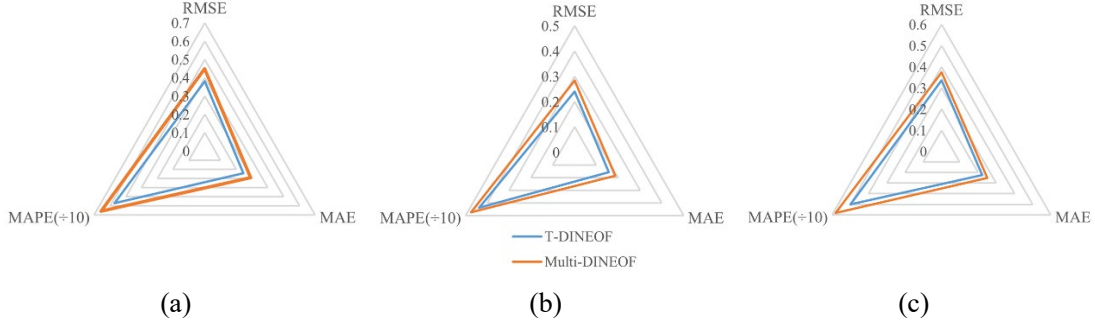 RMSE
0.7
0.6
0.5
0.4
0.3
0.2
0.1
0
MAPE(÷10)
MAE
(a)
RMSE
0.5
0.4
0.3
0.2
0.1
0
MAPE(÷10)
MAE
T-DINEOF
Multi-DINEOF
(b)
RMSE
0.6
0.5
0.4
0.3
0.2
0.1
0
MAPE(÷10)
MAE
(c)